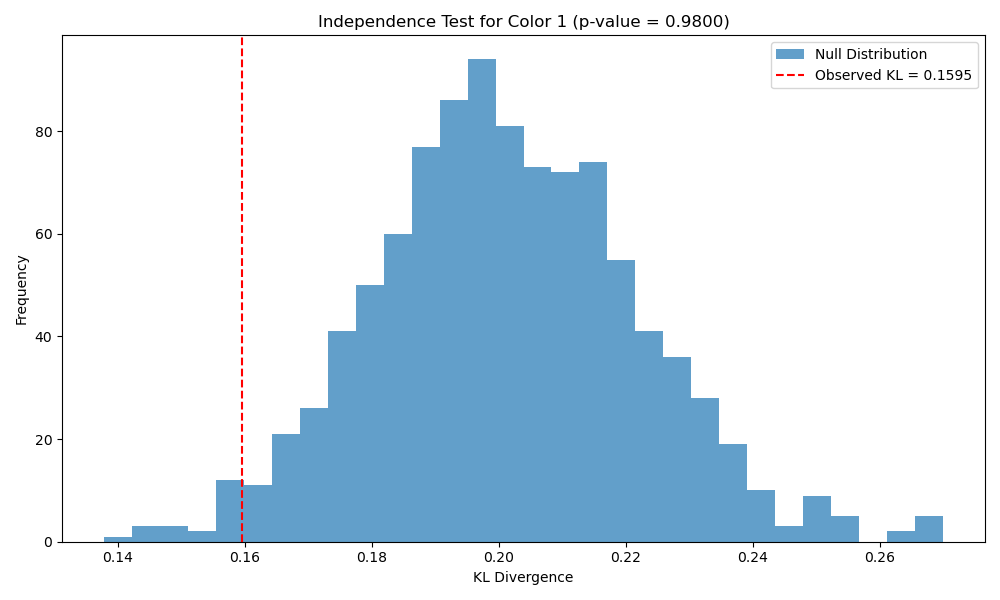 Independence Test for Color 1 (p-value = 0.9800)
Null Distribution
Observed KL = 0.1595
Frequency
80
60
40
20
0
0.14 0.16 0.18 0.20 0.22 0.24 0.26
KL Divergence